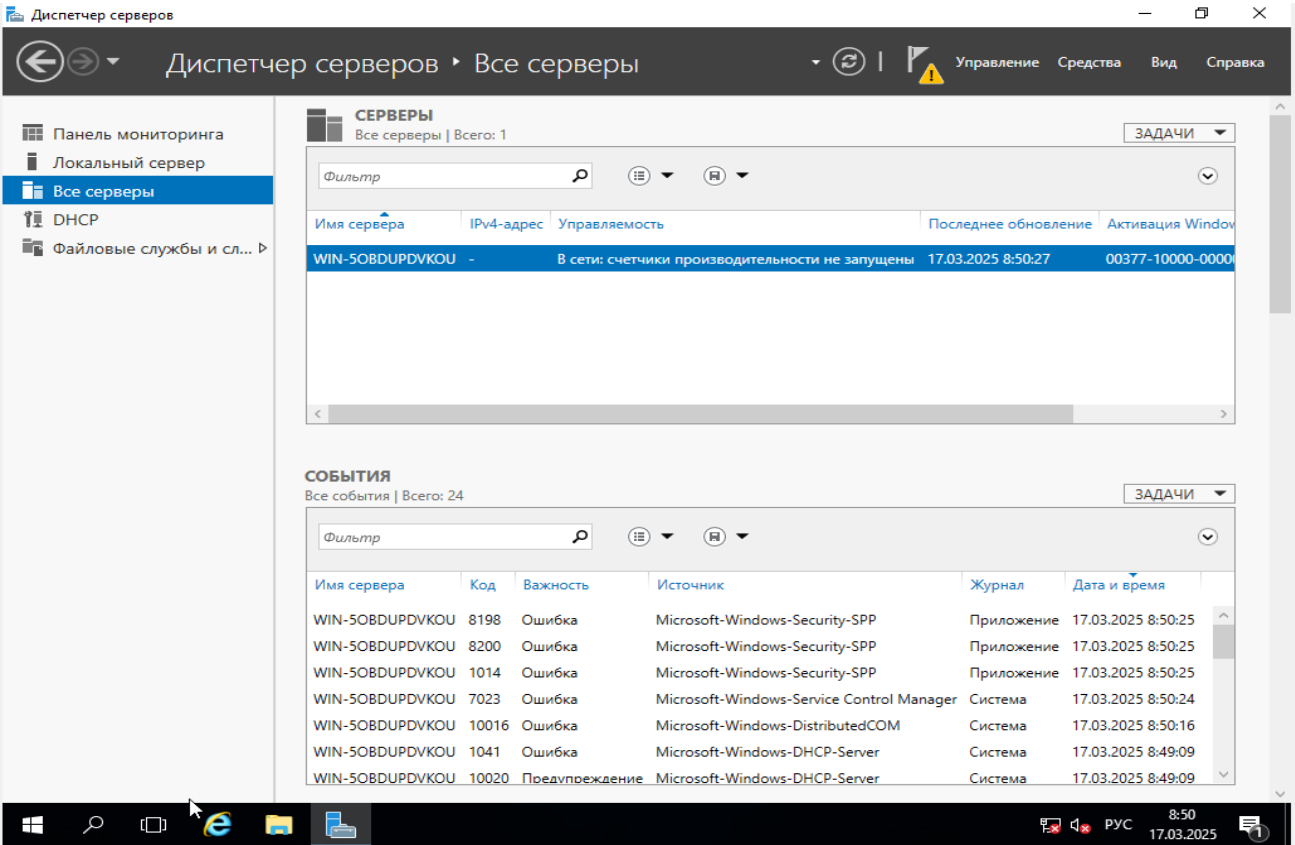 Диспетчер серверов
Диспетчер серверов ‣ Все серверы
Управление Средства Вид Справка
Панель мониторинга
Локальный сервер
Все серверы
DHCP
Файловые службы и сл...
СЕРВЕРЫ
Все серверы | Всего: 1
ЗАДАЧИ
Фильтр
Имя сервера IPv4-адрес Управляемость Последнее обновление Активация Window
WIN-5OBDUPDVKOU - В сети: счетчики производительности не запущены 17.03.2025 8:50:27 00377-10000-00000
СОБЫТИЯ
Все события | Всего: 24
ЗАДАЧИ
Фильтр
Имя сервера Код Важность Источник Журнал Дата и время
WIN-5OBDUPDVKOU 8198 Ошибка Microsoft-Windows-Security-SPP Приложение 17.03.2025 8:50:25
WIN-5OBDUPDVKOU 8200 Ошибка Microsoft-Windows-Security-SPP Приложение 17.03.2025 8:50:25
WIN-5OBDUPDVKOU 1014 Ошибка Microsoft-Windows-Security-SPP Приложение 17.03.2025 8:50:25
WIN-5OBDUPDVKOU 7023 Ошибка Microsoft-Windows-Service Control Manager Система 17.03.2025 8:50:24
WIN-5OBDUPDVKOU 10016 Ошибка Microsoft-Windows-DistributedCOM Система 17.03.2025 8:50:16
WIN-5OBDUPDVKOU 1041 Ошибка Microsoft-Windows-DHCP-Server Система 17.03.2025 8:49:09
WIN-5OBDUPDVKOU 10020 Предупреждение Microsoft-Windows-DHCP-Server Система 17.03.2025 8:49:09
РУС
8:50
17.03.2025
1